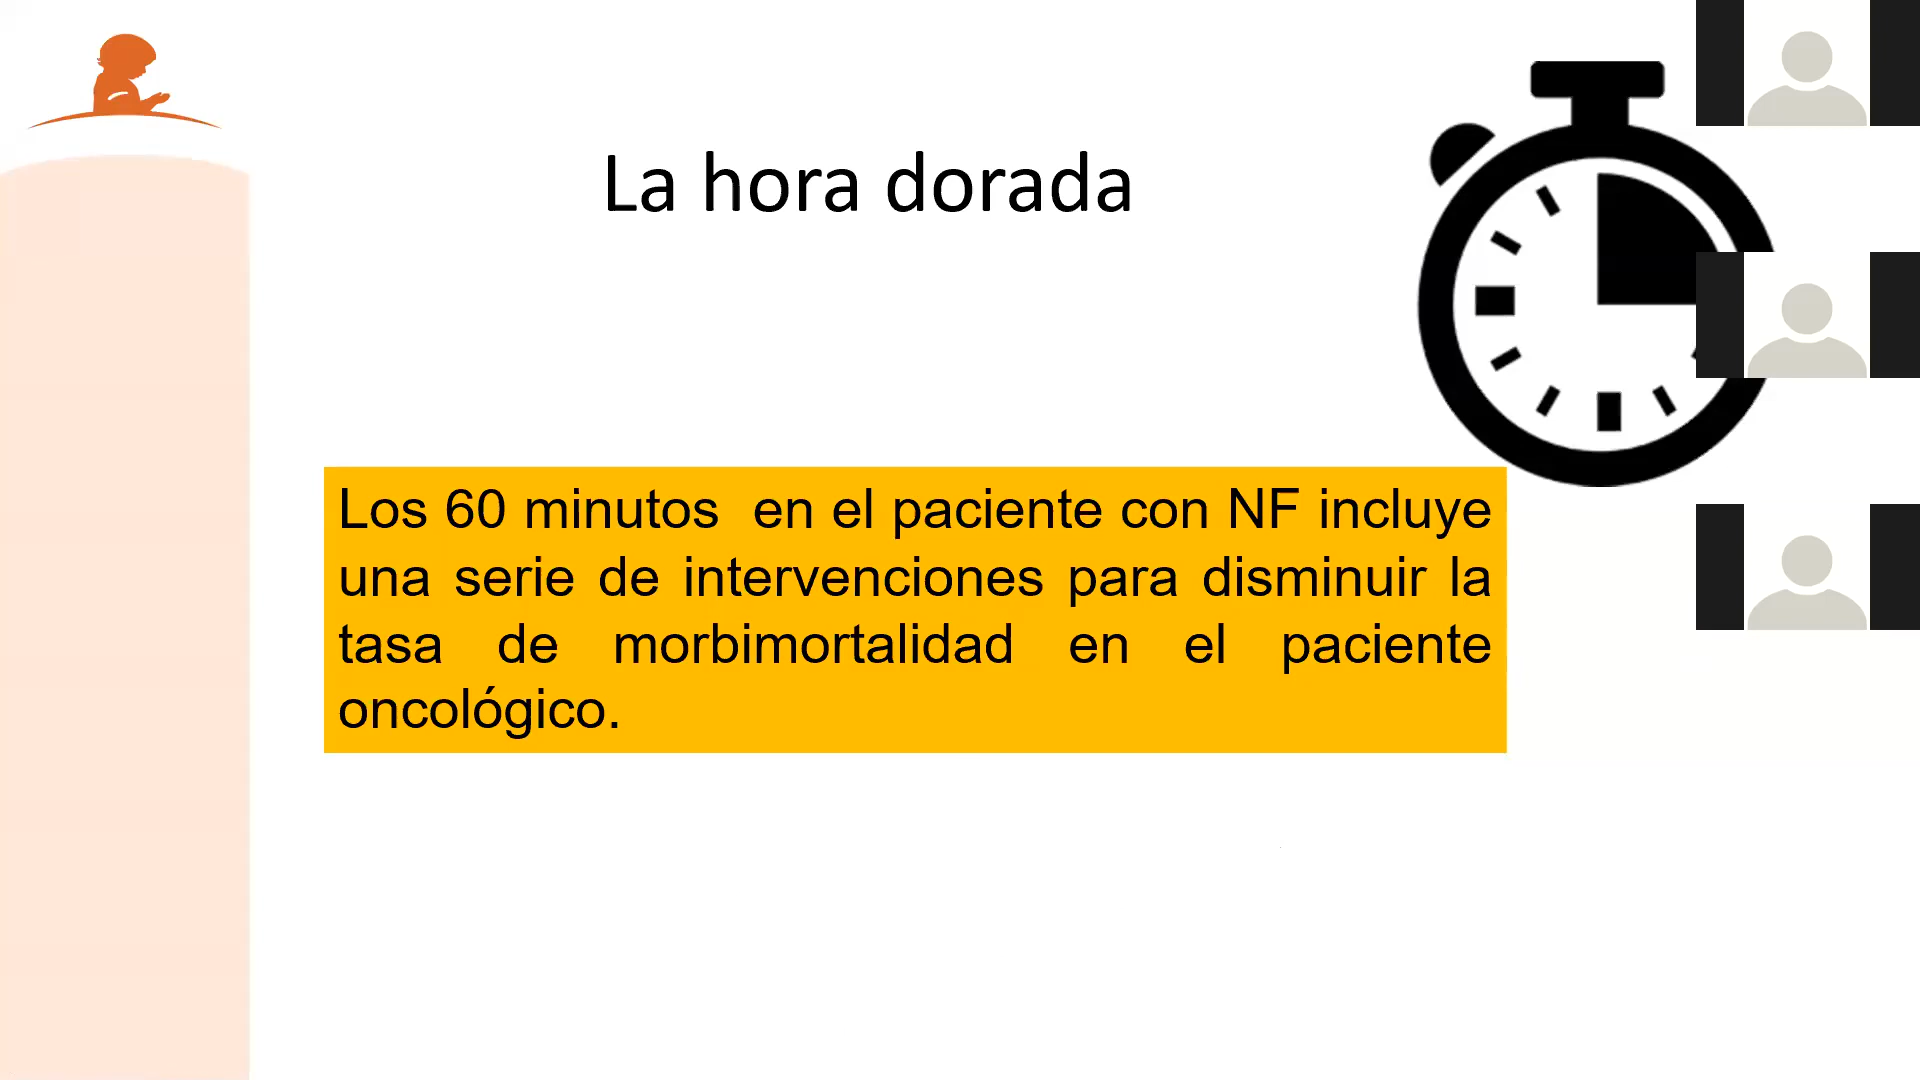 La hora dorada
Los 60 minutos  en el paciente con NF incluye
una serie de intervenciones para disminuir la
tasa de morbimortalidad en el paciente
oncológico.